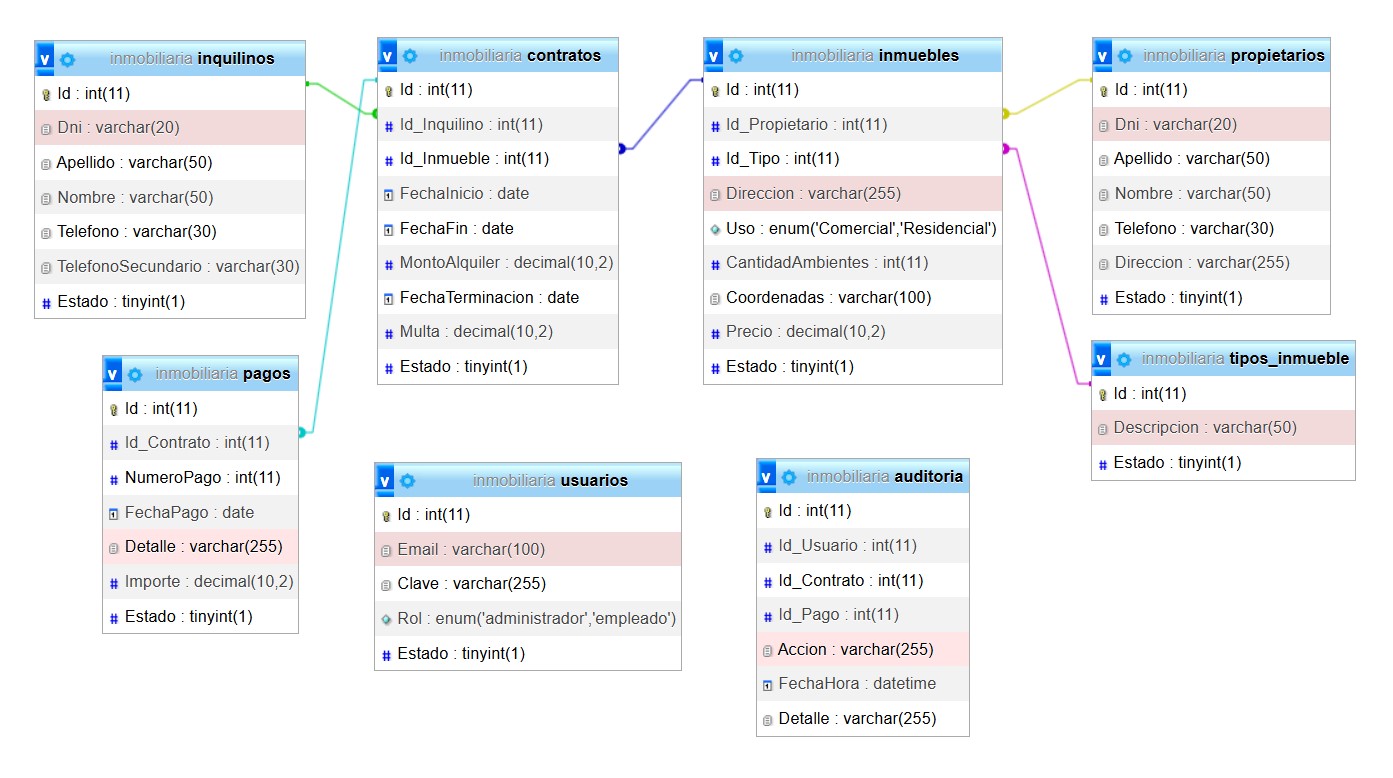 inmobiliaria inquilinos
Id : int(11)
Dni : varchar(20)
Apellido : varchar(50)
Nombre : varchar(50)
Telefono : varchar(30)
TelefonoSecundario : varchar(30)
Estado : tinyint(1)
inmobiliaria contratos
Id : int(11)
Id_Inquilino : int(11)
Id_Inmueble : int(11)
FechaInicio : date
FechaFin : date
MontoAlquiler : decimal(10,2)
FechaTerminacion : date
Multa : decimal(10,2)
Estado : tinyint(1)
inmobiliaria inmuebles
Id : int(11)
Id_Propietario : int(11)
Id_Tipo : int(11)
Direccion : varchar(255)
Uso : enum('Comercial','Residencial')
CantidadAmbientes : int(11)
Coordenadas : varchar(100)
Precio : decimal(10,2)
Estado : tinyint(1)
inmobiliaria propietarios
Id : int(11)
Dni : varchar(20)
Apellido : varchar(50)
Nombre : varchar(50)
Telefono : varchar(30)
Direccion : varchar(255)
Estado : tinyint(1)
inmobiliaria pagos
Id : int(11)
Id_Contrato : int(11)
NumeroPago : int(11)
FechaPago : date
Detalle : varchar(255)
Importe : decimal(10,2)
Estado : tinyint(1)
inmobiliaria usuarios
Id : int(11)
Email : varchar(100)
Clave : varchar(255)
Rol : enum('administrador','empleado')
Estado : tinyint(1)
inmobiliaria auditoria
Id : int(11)
Id_Usuario : int(11)
Id_Contrato : int(11)
Id_Pago : int(11)
Accion : varchar(255)
FechaHora : datetime
Detalle : varchar(255)
inmobiliaria tipos_inmueble
Id : int(11)
Descripcion : varchar(50)
Estado : tinyint(1)